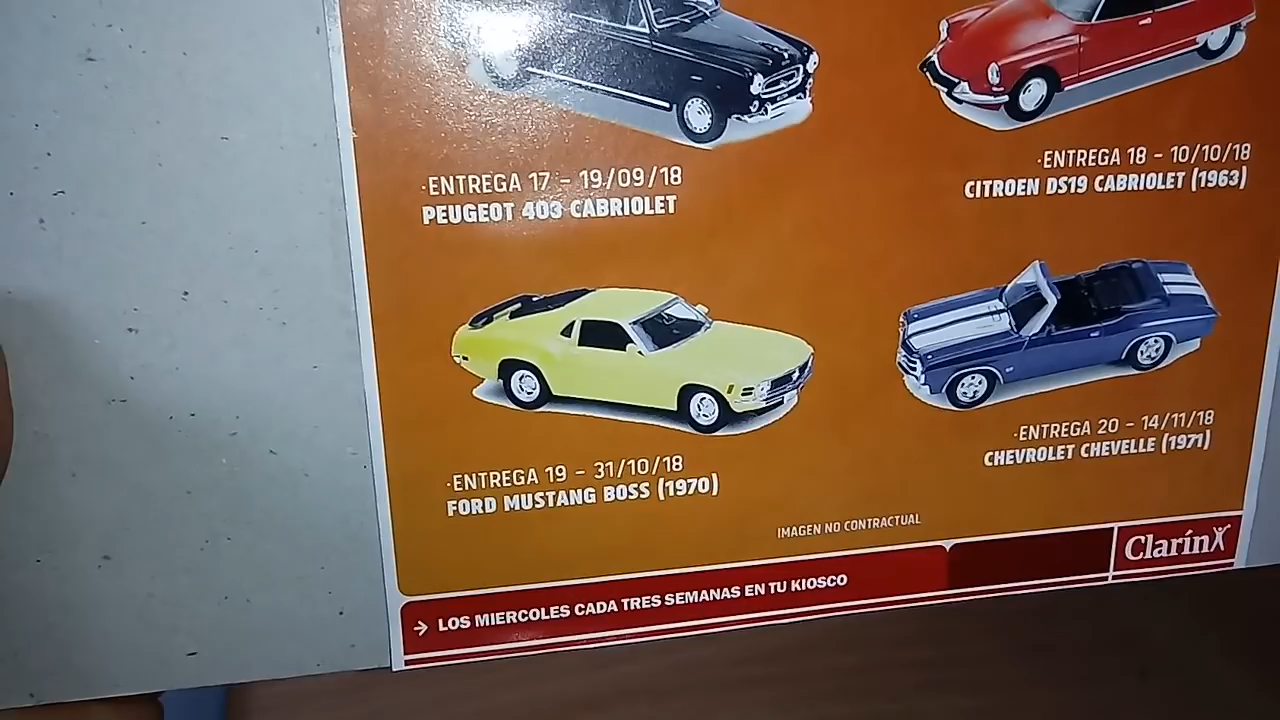 ·ENTREGA 17 - 19/09/18
PEUGEOT 403 CABRIOLET
·ENTREGA 18 - 10/10/18
CITROEN DS19 CABRIOLET (1963)
·ENTREGA 19 - 31/10/18
FORD MUSTANG BOSS (1970)
·ENTREGA 20 - 14/11/18
CHEVROLET CHEVELLE (1971)
IMAGEN NO CONTRACTUAL
→ LOS MIERCOLES CADA TRES SEMANAS EN TU KIOSCO
Clarín